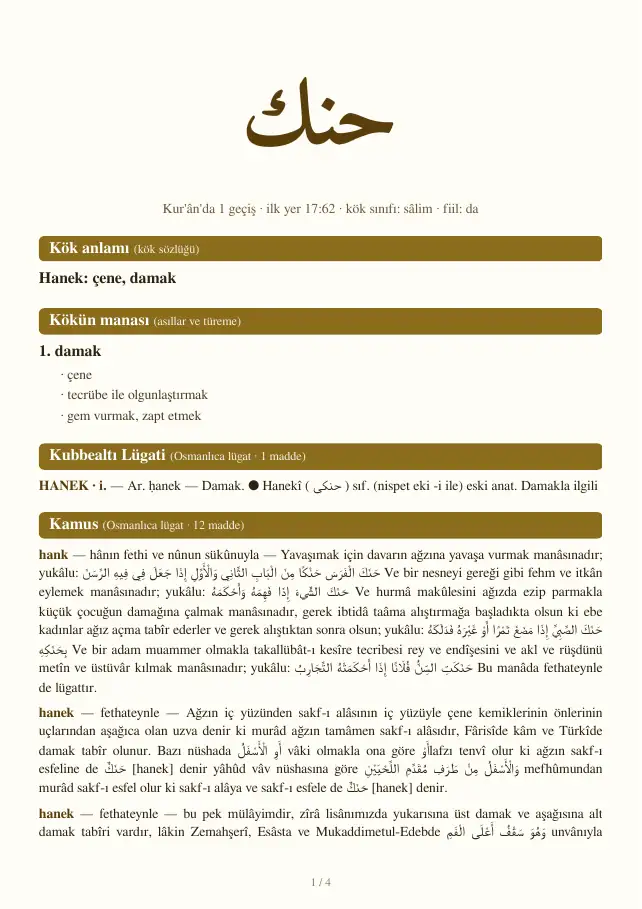 حنك
Kur'ân'da 1 geçiş · ilk yer 17:62 · kök sınıfı: sâlim · fiil: da
Kök anlamı (kök sözlüğü)
Hanek: çene, damak
Kökün manası (asıllar ve türeme)
1. damak
· çene
· tecrübe ile olgunlaştırmak
· gem vurmak, zapt etmek
Kubbealtı Lügati (Osmanlıca lügat · 1 madde)
HANEK · i. — Ar. ḥanek — Damak. ● Hanekî ( حنكى ) sıf. (nispet eki -i ile) eski anat. Damakla ilgili
Kamus (Osmanlıca lügat · 12 madde)
hank — hânın fethi ve nûnun sükûnuyla — Yavaşımak için davarın ağzına yavaşa vurmak manâsınadır;
yukâlu: حَنَكَ الْفَرَسَ حَنْكًا مِنَ الْبَابِ الثَّانِي وَالْأَوَّلِ إِذَا جَعَلَ فِي فِيهِ الرَّسَنَ Ve bir nesneyi gereği gibi fehm ve itkân
eylemek manâsınadır; yukâlu: حَنَكَ الشَّيْءَ إِذَا فَهِمَهُ وَأَحْكَمَهُ Ve hurmâ makûlesini ağızda ezip parmakla
küçük çocuğun damağına çalmak manâsınadır, gerek ibtidâ taâma alıştırmağa başladıkta olsun ki ebe
kadınlar ağız açma tabîr ederler ve gerek alıştıktan sonra olsun; yukâlu: حَنَكَ الصَّبِيَّ إِذَا مَضَغَ تَمْرًا أَوْ غَيْرَهُ فَدَلَكَهُ
بِحَنَكِهِ Ve bir adam muammer olmakla takallübât-ı kesîre tecribesi rey ve endîşesini ve akl ve rüşdünü
metîn ve üstüvâr kılmak manâsınadır; yukâlu: حَنَكَتِ السِّنُّ فُلَانًا إِذَا أَحْكَمَتْهُ التَّجَارِبُ Bu manâda fethateynle
de lügattır.
hanek — fethateynle — Ağzın iç yüzünden sakf-ı alâsının iç yüzüyle çene kemiklerinin önlerinin
uçlarından aşağıca olan uzva denir ki murâd ağzın tamâmen sakf-ı alâsıdır, Fârisîde kâm ve Türkîde
damak tabîr olunur. Bazı nüshada أَوِ الْأَسْفَلُ vâki olmakla ona göre أَوْ lafzı tenvî olur ki ağzın sakf-ı
esfeline de حَنَكٌ [hanek] denir yâhûd vâv nüshasına göre وَالْأَسْفَلُ مِنْ طَرَفِ مُقَدَّمِ اللَّحْيَيْنِ mefhûmundan
murâd sakf-ı esfel olur ki sakf-ı alâya ve sakf-ı esfele de حَنَكٌ [hanek] denir.
hanek — fethateynle — bu pek mülâyimdir, zîrâ lisânımızda yukarısına üst damak ve aşağısına alt
damak tabîri vardır, lâkin Zemahşerî, Esâsta ve Mukaddimetul-Edebde وَهُوَ سَقْفُ أَعْلَى الْفَمِ unvânıyla
1 / 4